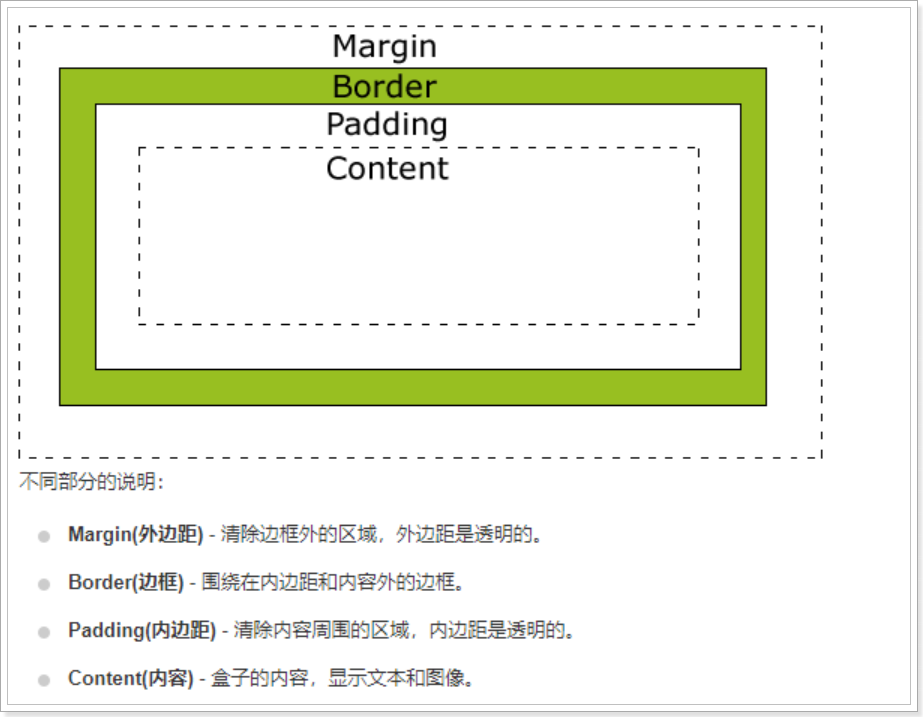 Margin
Border
Padding
Content
不同部分的说明：
Margin(外边距) - 清除边框外的区域，外边距是透明的。
Border(边框) - 围绕在内边距和内容外的边框。
Padding(内边距) - 清除内容周围的区域，内边距是透明的。
Content(内容) - 盒子的内容，显示文本和图像。